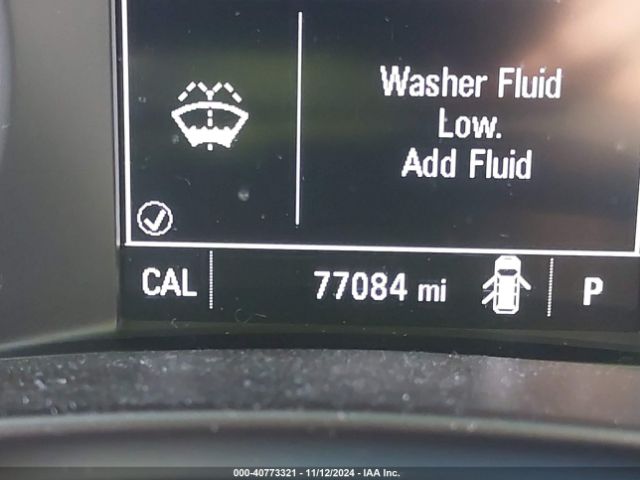 Washer Fluid
Low.
Add Fluid
CAL 77084 mi P
000-40773321 - 11/12/2024 - IAA Inc.